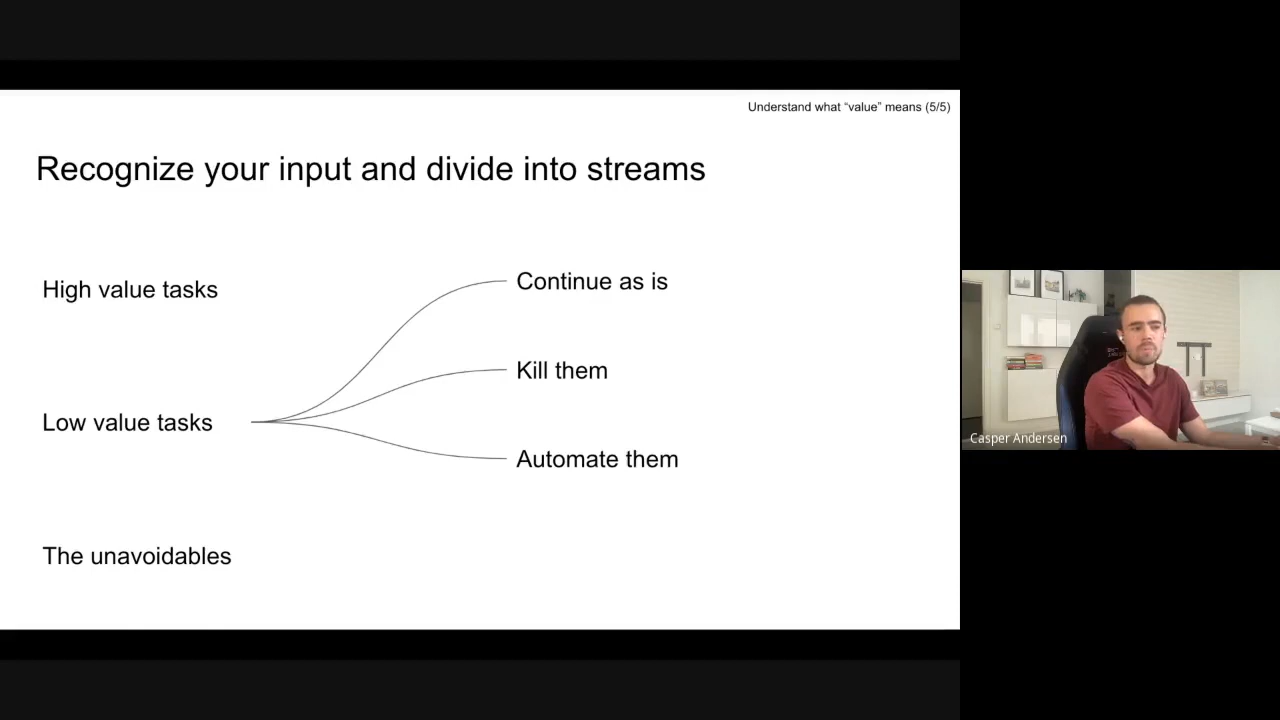 Understand what “value” means (5/5)
Recognize your input and divide into streams
High value tasks
Continue as is
Kill them
Low value tasks
Automate them
The unavoidables
Casper Andersen